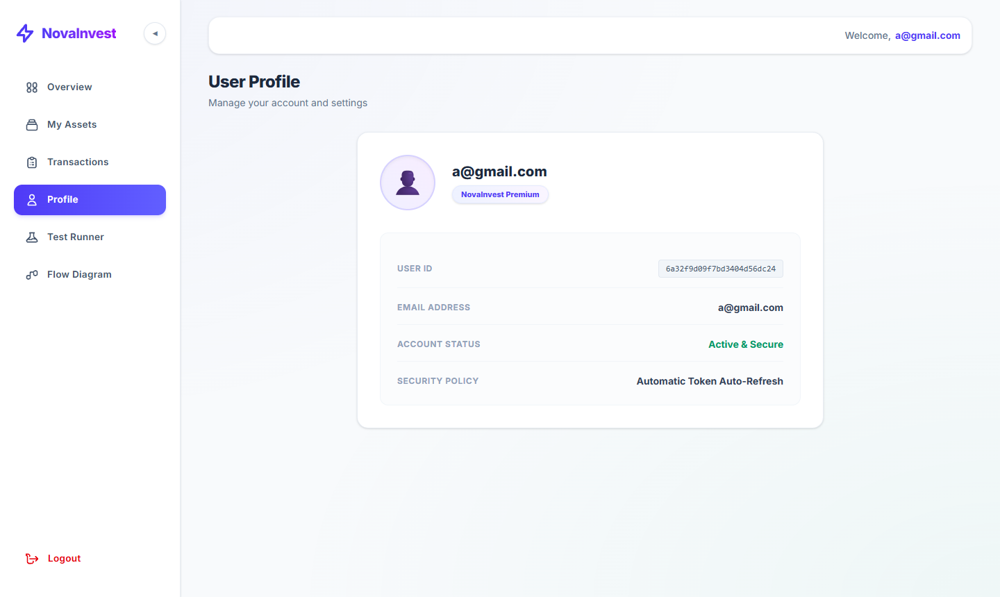 NovaInvest
Overview
My Assets
Transactions
Profile
Test Runner
Flow Diagram
Logout
Welcome, a@gmail.com
User Profile
Manage your account and settings
a@gmail.com
NovaInvest Premium
USER ID 6a32f9d09f7bd3404d56dc24
EMAIL ADDRESS a@gmail.com
ACCOUNT STATUS Active & Secure
SECURITY POLICY Automatic Token Auto-Refresh